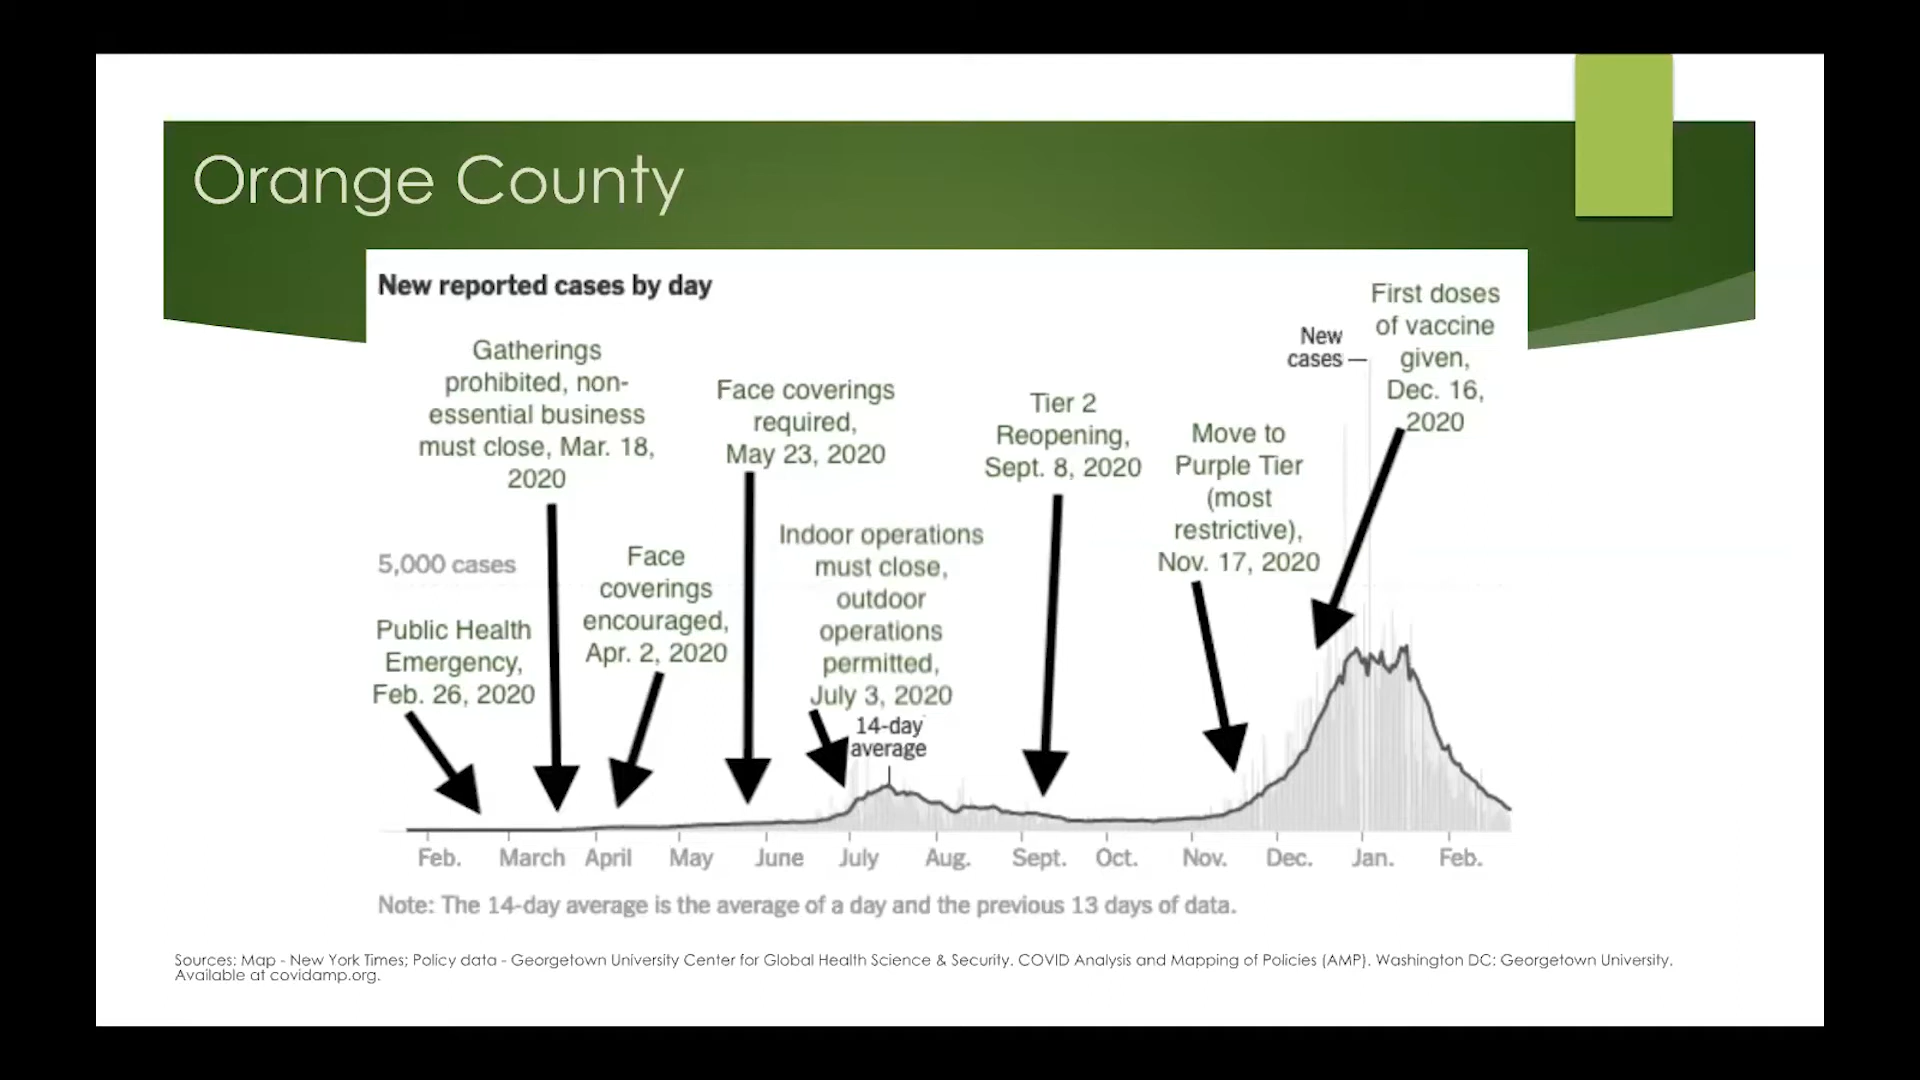 Orange County
New reported cases by day
Gatherings
prohibited, non-
essential business
must close, Mar. 18,
2020
Face coverings
required,
May 23, 2020
Tier 2
Reopening,
Sept. 8, 2020
Move to
Purple Tier
(most
restrictive),
Nov. 17, 2020
New
cases
First doses
of vaccine
given,
Dec. 16,
2020
5,000 cases
Public Health
Emergency,
Feb. 26, 2020
Face
coverings
encouraged,
Apr. 2, 2020
Indoor operations
must close,
outdoor
operations
permitted,
July 3, 2020
14-day
average
Feb. March April May June July Aug. Sept. Oct. Nov. Dec. Jan. Feb.
Note: The 14-day average is the average of a day and the previous 13 days of data.
Sources: Map - New York Times; Policy data - Georgetown University Center for Global Health Science & Security. COVID Analysis and Mapping of Policies (AMP). Washington DC: Georgetown University.
Available at covidamp.org.